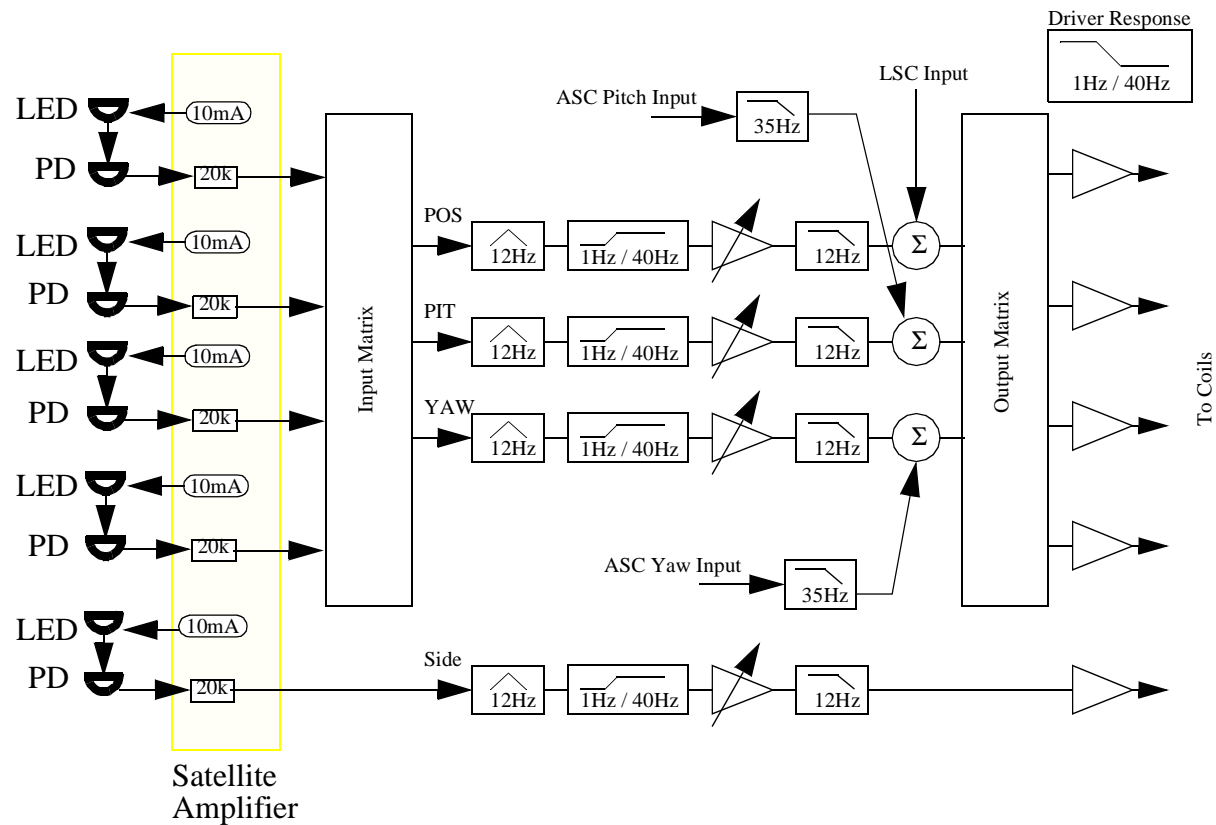 Driver Response
1Hz / 40Hz
LSC Input
ASC Pitch Input
35Hz
LED
10mA
PD
20k
LED
10mA
PD
20k
LED
10mA
PD
20k
LED
10mA
PD
20k
LED
10mA
PD
20k
Satellite
Amplifier
Input Matrix
POS
12Hz
1Hz / 40Hz
12Hz
Σ
PIT
12Hz
1Hz / 40Hz
12Hz
Σ
YAW
12Hz
1Hz / 40Hz
12Hz
Σ
ASC Yaw Input
35Hz
Side
12Hz
1Hz / 40Hz
12Hz
Output Matrix
To Coils